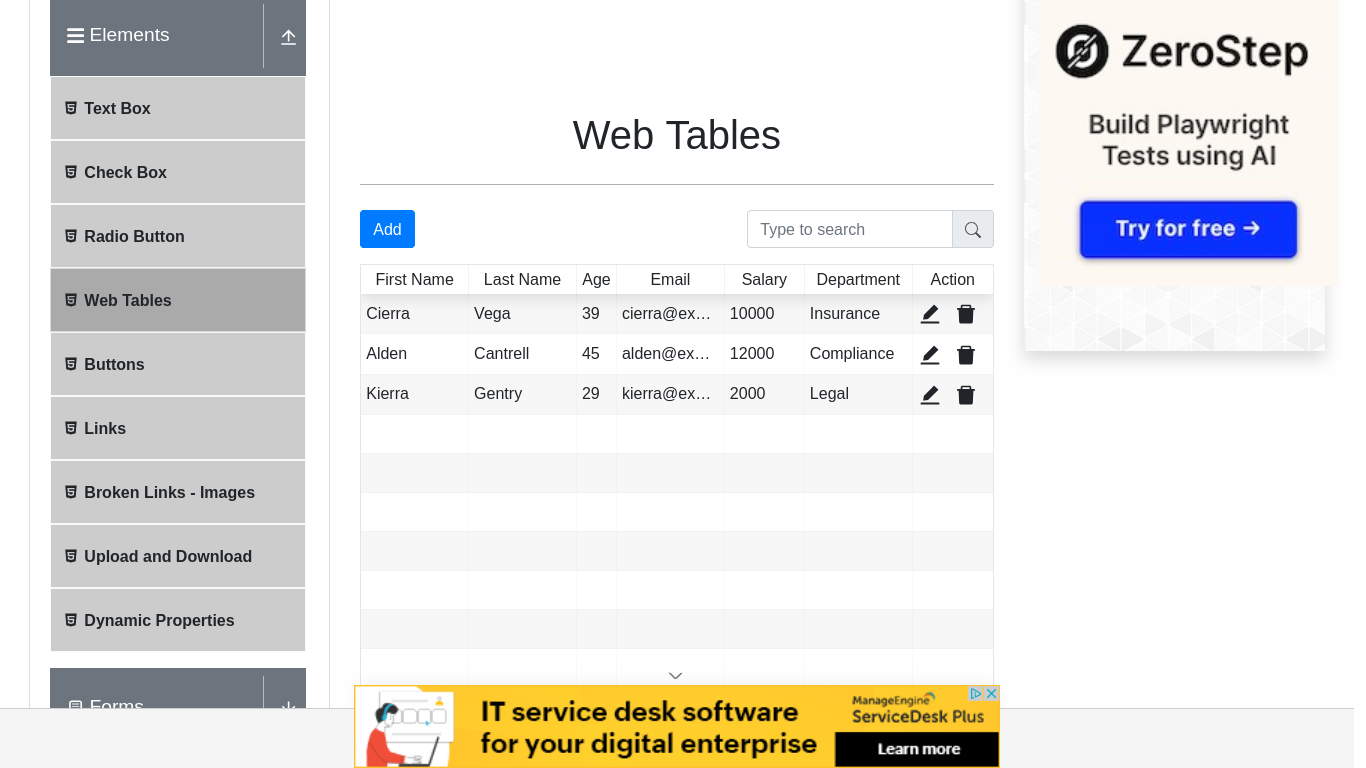 Elements
Text Box
Check Box
Radio Button
Web Tables
Buttons
Links
Broken Links - Images
Upload and Download
Dynamic Properties
Forms
Web Tables
Add
Type to search
First Name Last Name Age Email Salary Department Action
Cierra Vega 39 cierra@ex… 10000 Insurance
Alden Cantrell 45 alden@ex… 12000 Compliance
Kierra Gentry 29 kierra@ex… 2000 Legal
ZeroStep
Build Playwright
Tests using AI
Try for free →
IT service desk software
for your digital enterprise
ManageEngine
ServiceDesk Plus
Learn more